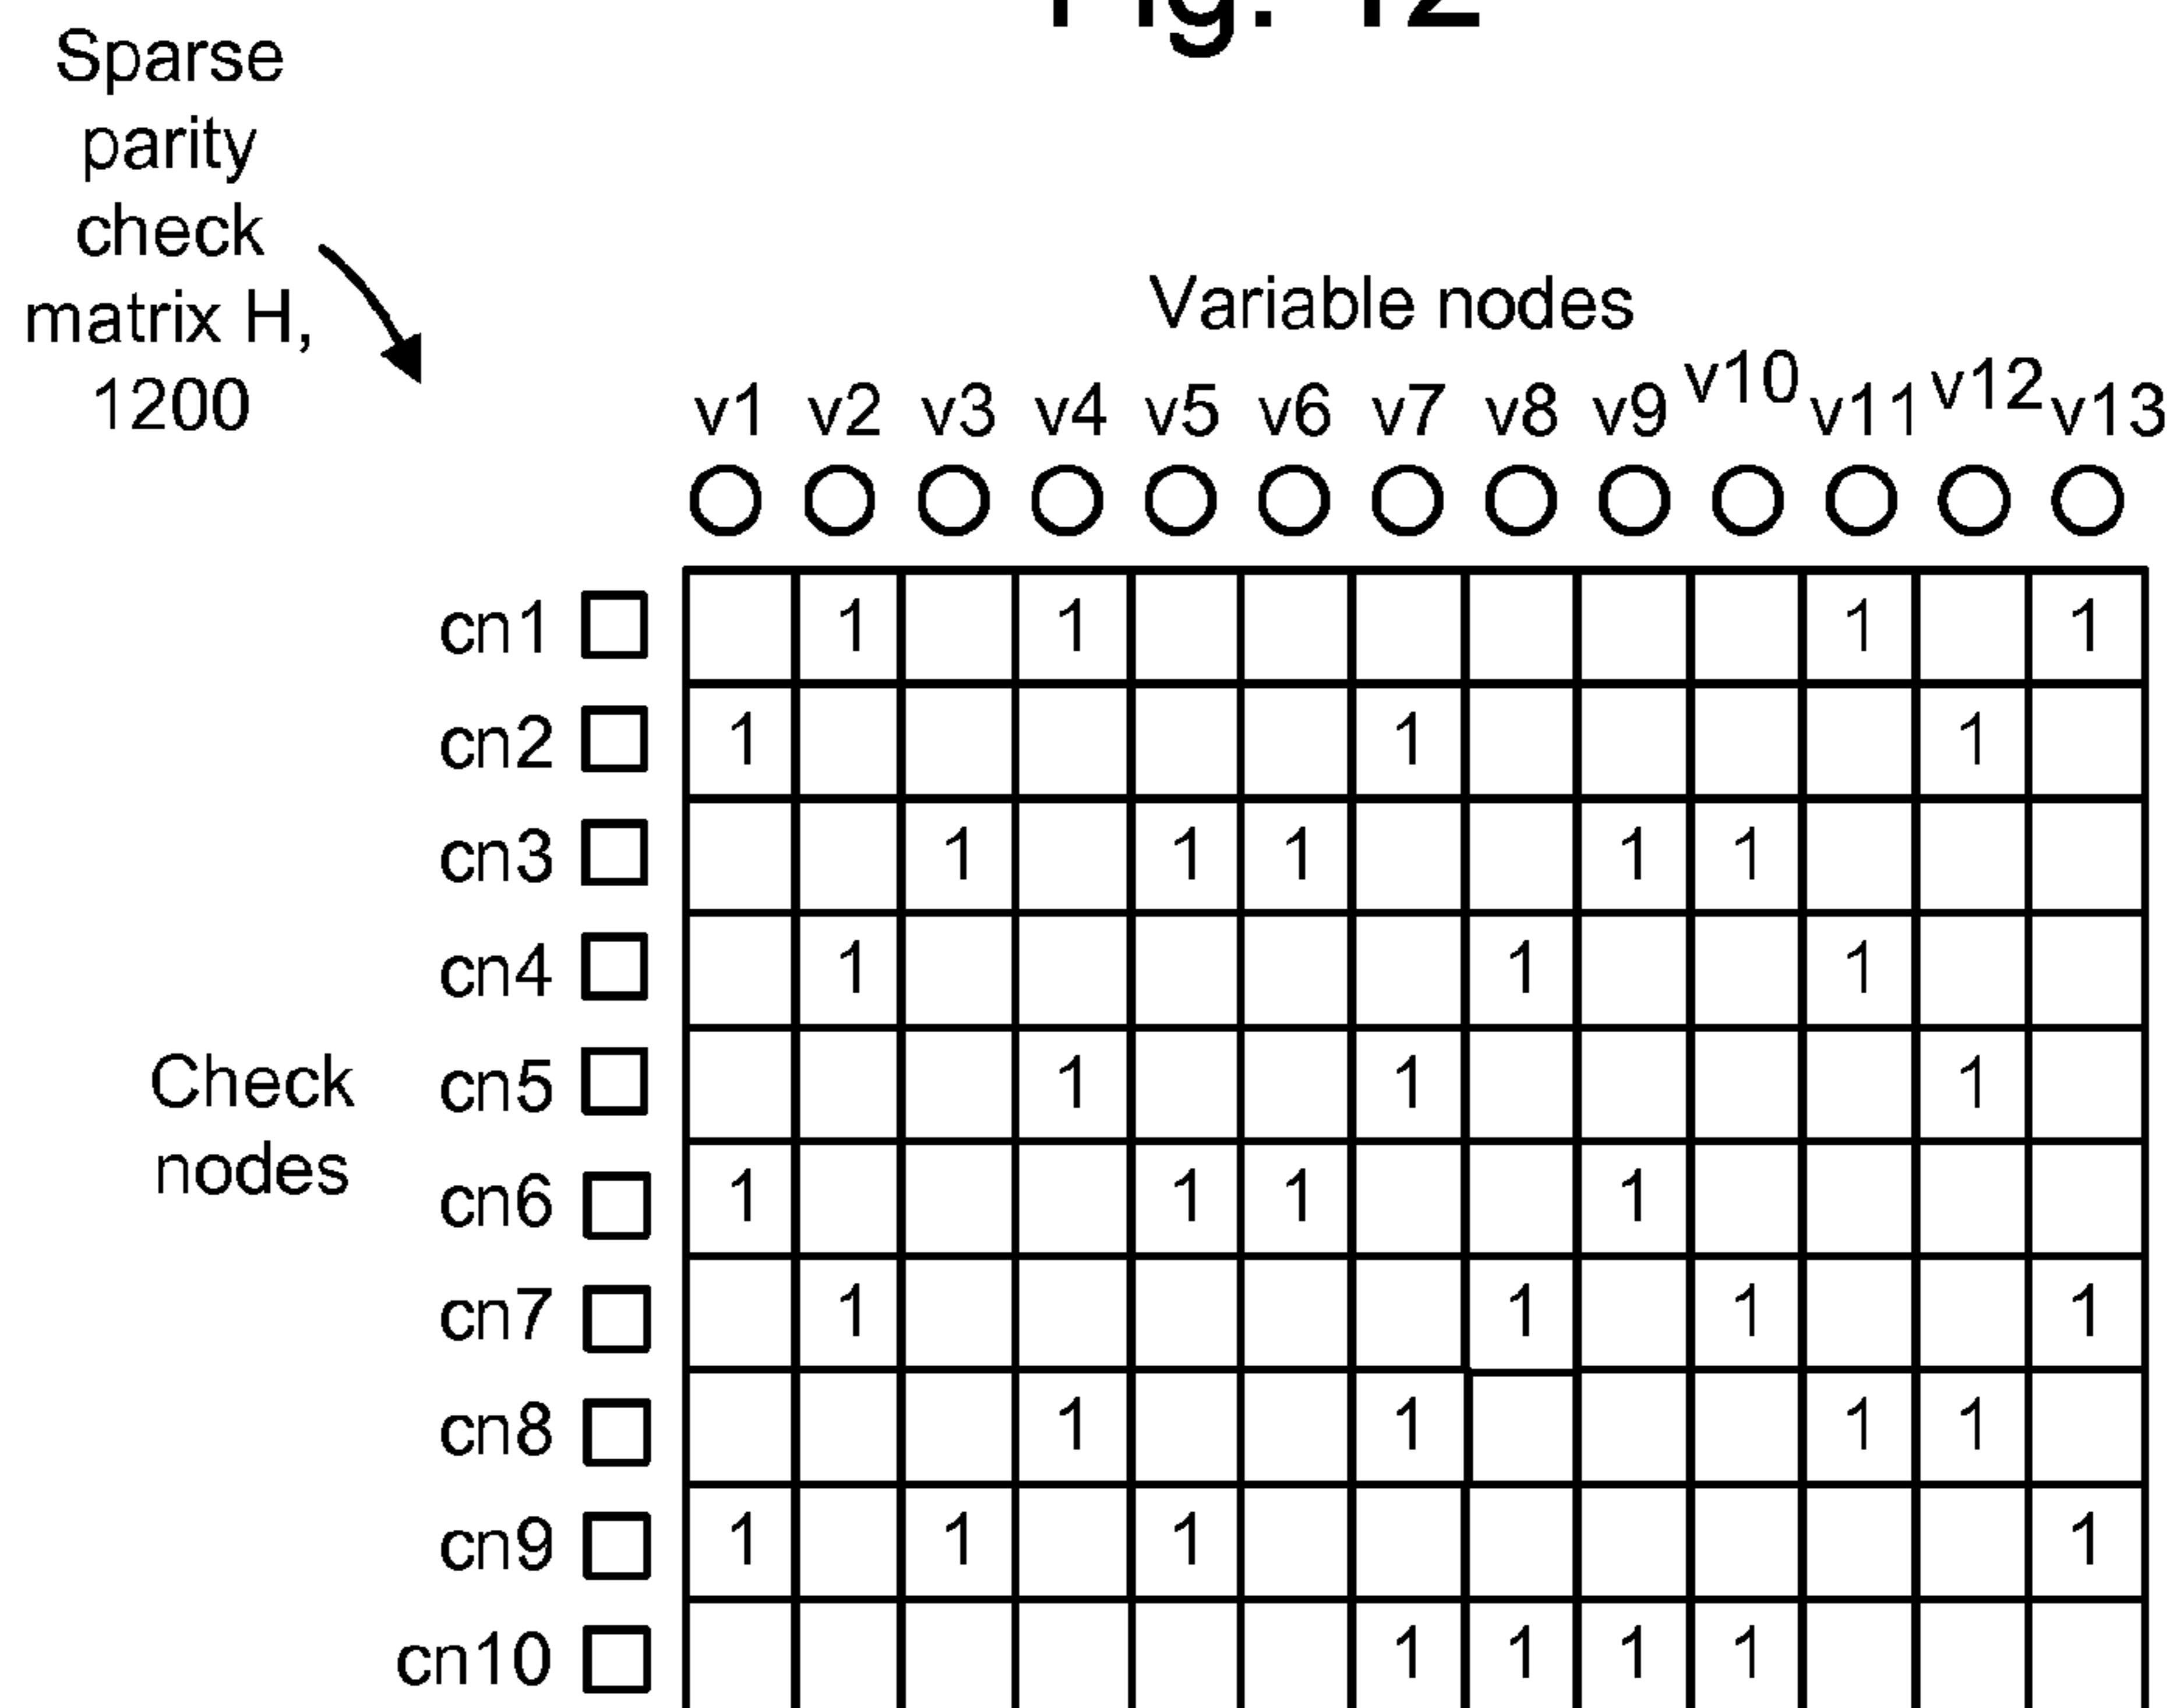 Fig. 12
Sparse
parity
check
matrix H,
1200
Variable nodes
v1 v2 v3 v4 v5 v6 v7 v8 v9 v10 v11 v12 v13
cn1 1 1 1 1
cn2 1 1 1
cn3 1 1 1 1 1
cn4 1 1 1
Check
nodes
cn5 1 1 1
cn6 1 1 1 1
cn7 1 1 1 1
cn8 1 1 1 1
cn9 1 1 1 1
cn10 1 1 1 1